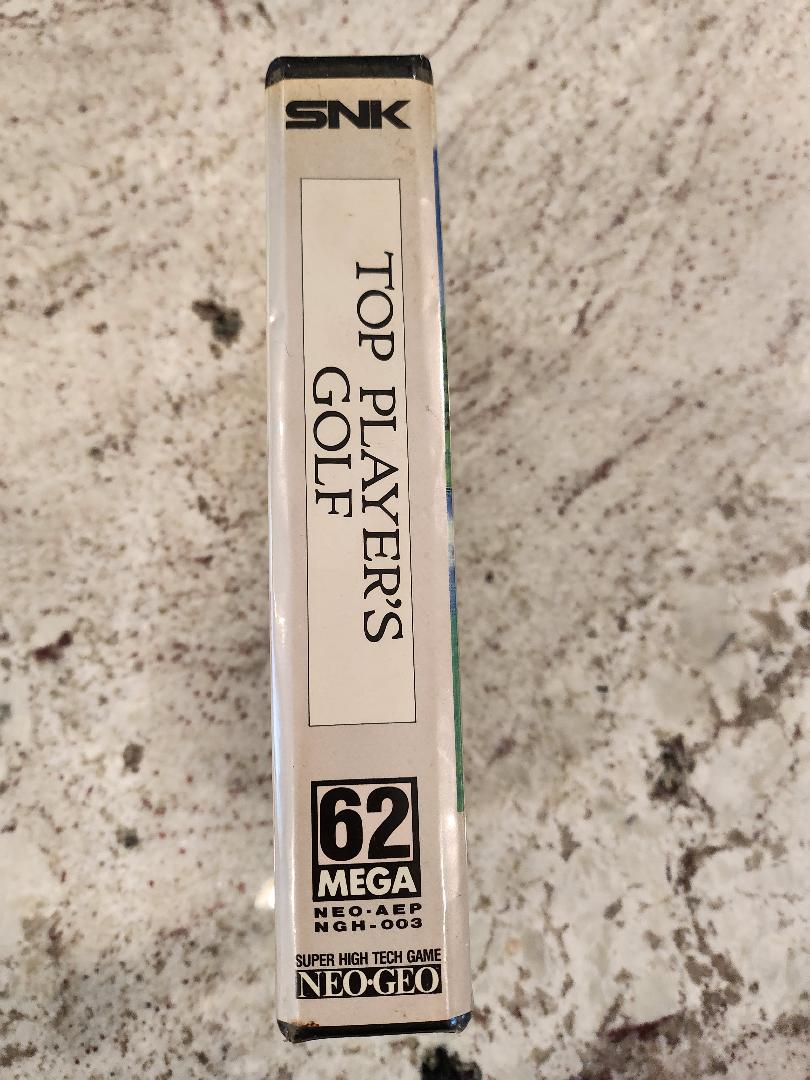 SNK
TOP PLAYER'S
GOLF
62
MEGA
NEO-AEP
NGH-003
SUPER HIGH TECH GAME
NEO·GEO